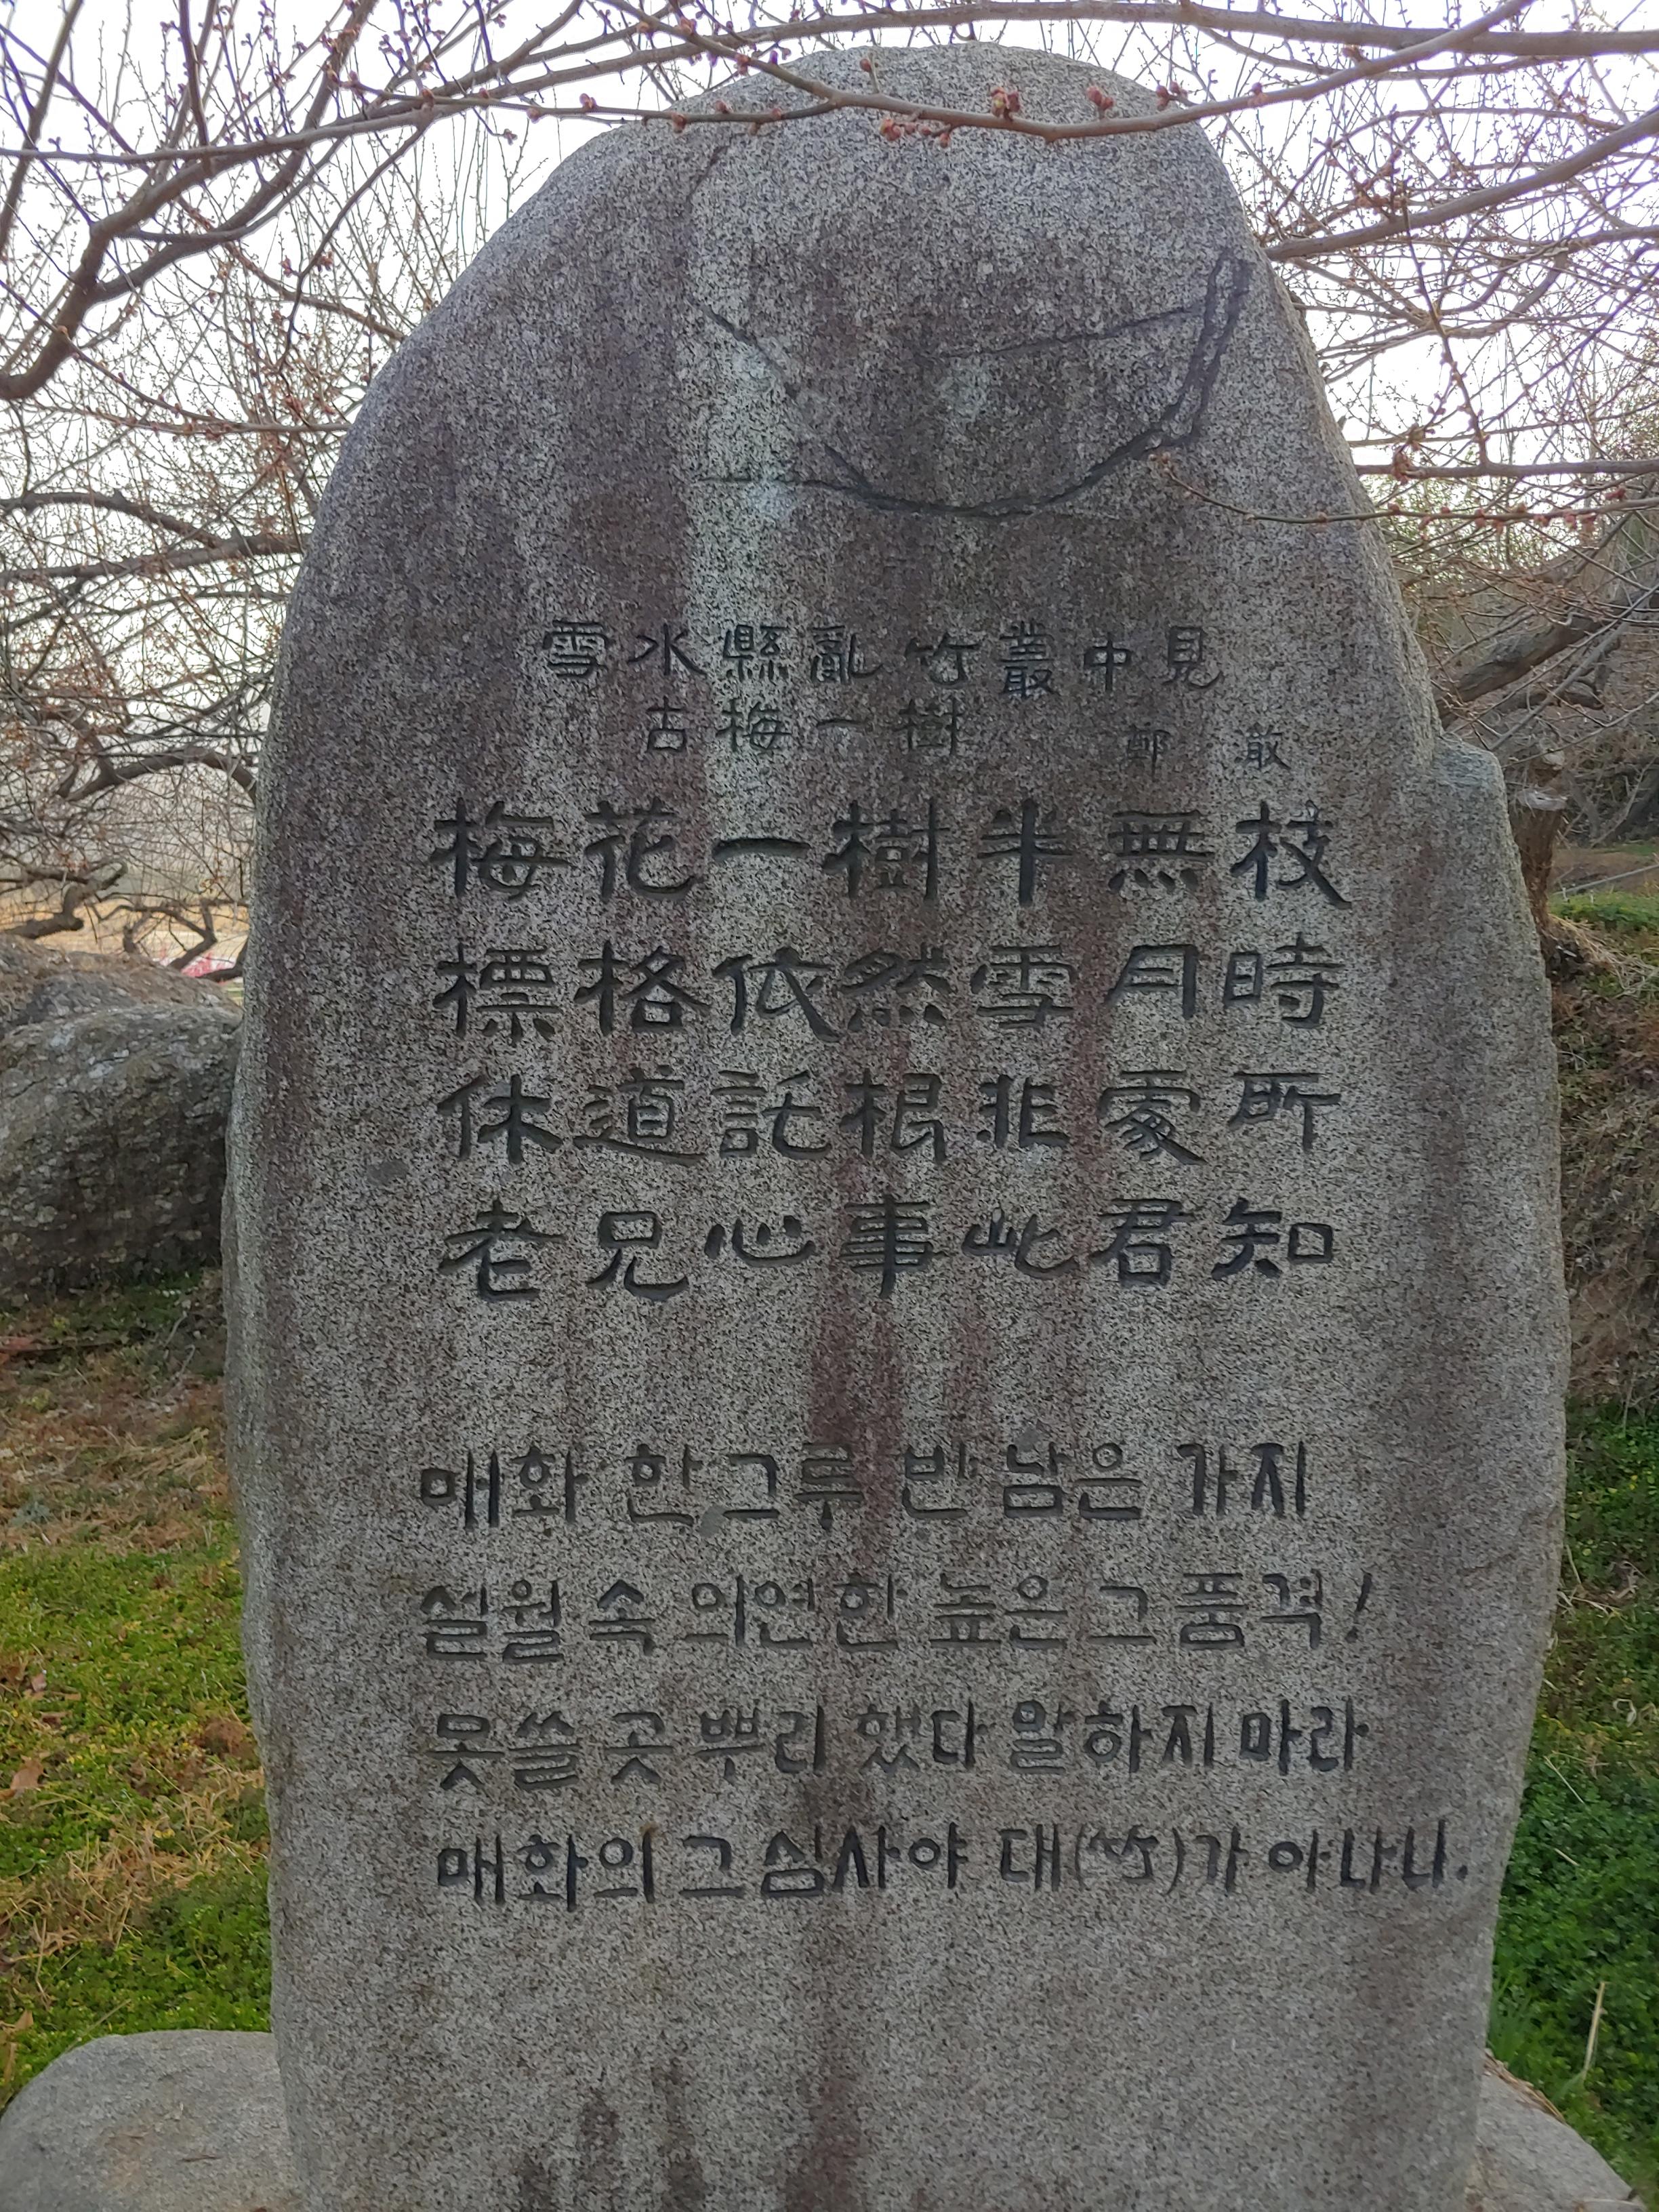 雪水縣亂竹叢中見
古梅一樹
鄭 敾
梅花一樹半無枝
標格依然雪月時
休道託根非處所
老兄心事此君知
매화 한그루 반 남은 가지
설월 속 의연한 높은 그 품격!
못쓸 곳 뿌리 했다 말하지 마라
매화의 그 심사야 대(竹)가 아나니.